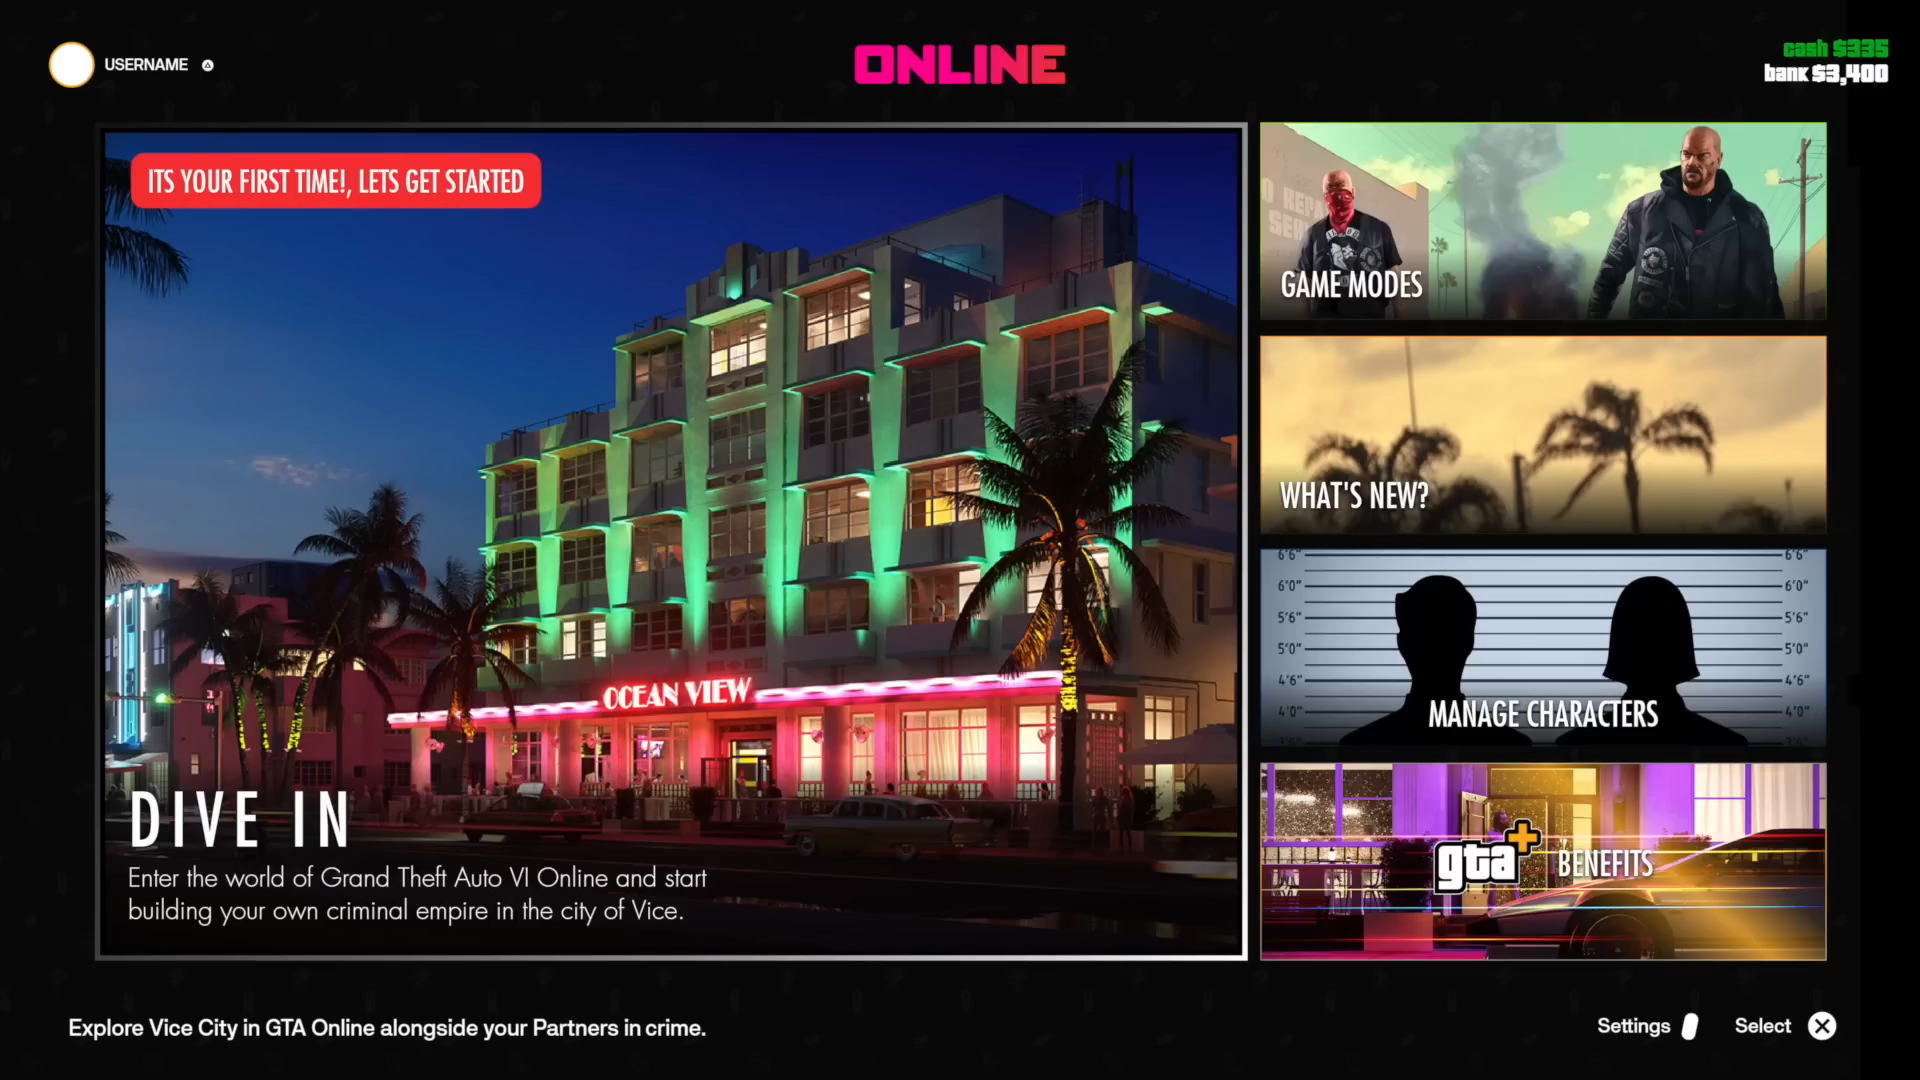 USERNAME
ONLINE
cash $335
bank $3,400
ITS YOUR FIRST TIME!, LETS GET STARTED
OCEAN VIEW
DIVE IN
Enter the world of Grand Theft Auto VI Online and start
building your own criminal empire in the city of Vice.
GAME MODES
WHAT'S NEW?
6'6" 6'6"
6'0" 6'0"
5'6" 5'6"
5'0" 5'0"
4'6" 4'6"
4'0" 4'0"
MANAGE CHARACTERS
gta+ BENEFITS
Explore Vice City in GTA Online alongside your Partners in crime.
Settings Select